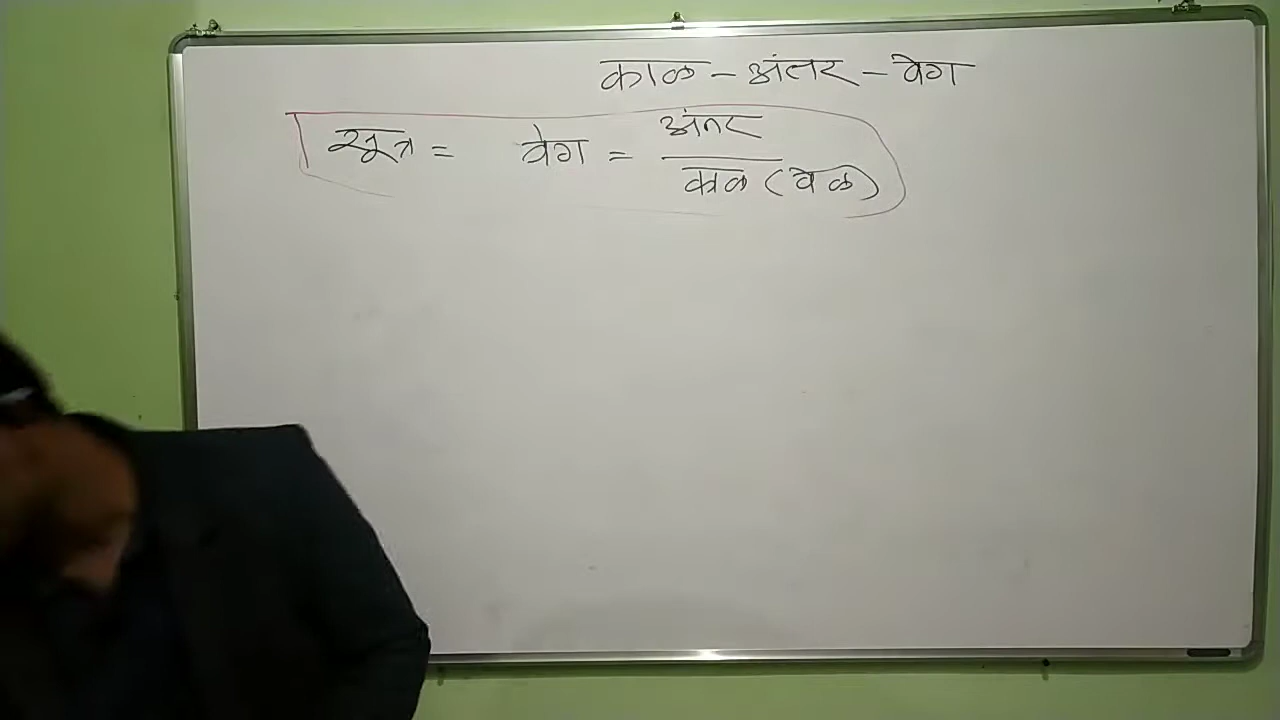 काळ - अंतर - वेग
सूत्र = वेग = अंतर
काळ (वेळ)